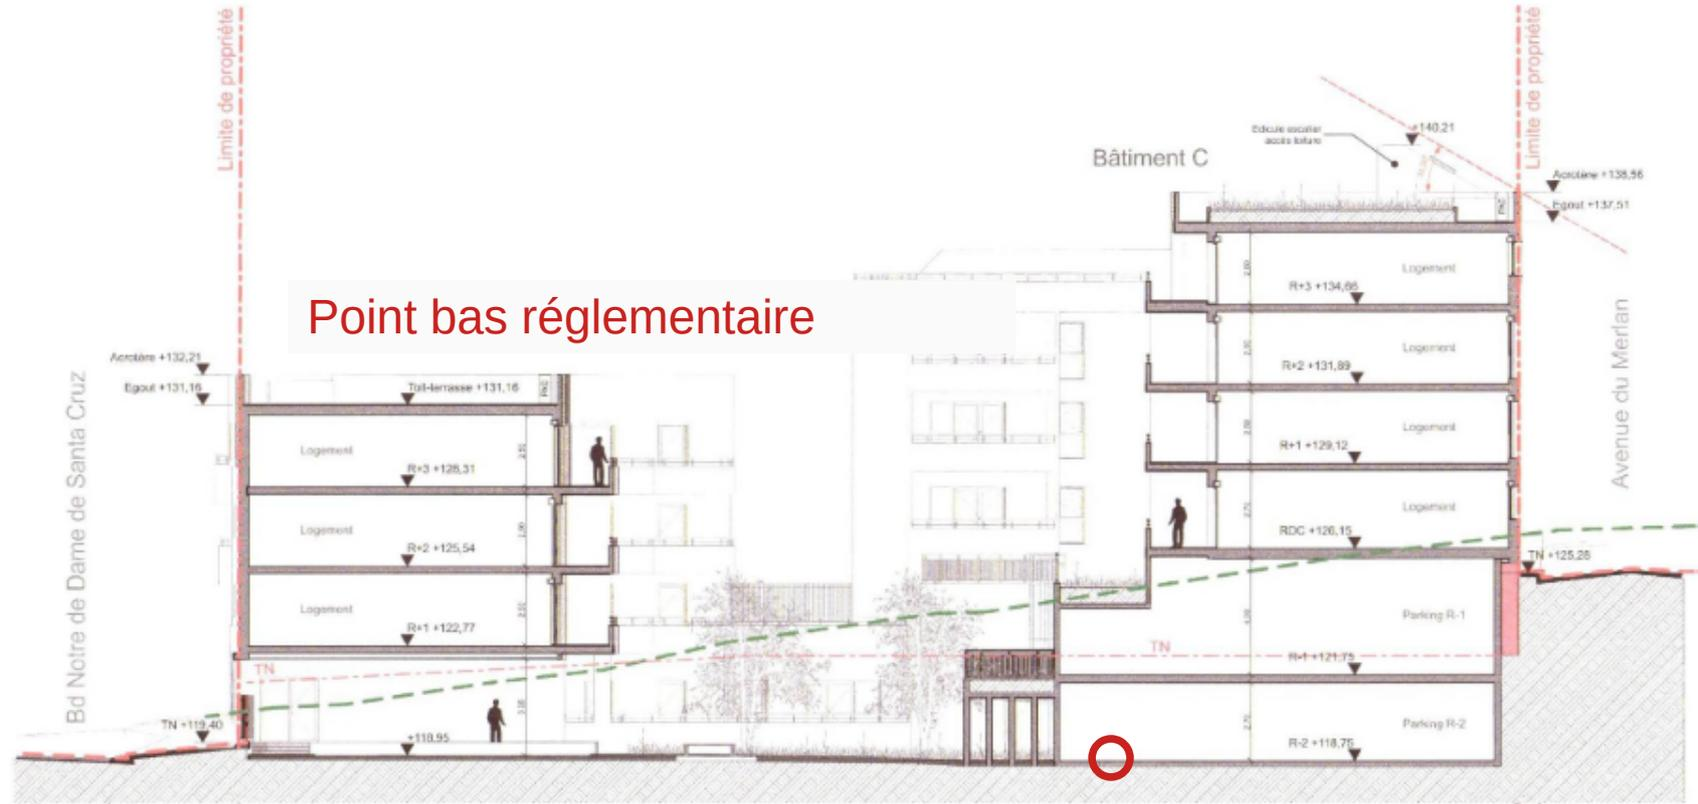 Limite de propriété
Limite de propriété
Edicule escalier
accès toiture
+140,21
Bâtiment C
Acrotère +138,56
Egout +137,51
Logement
R+3 +134,66
Point bas réglementaire
Logement
R+2 +131,89
Avenue du Merlan
Acrotère +132,21
Egout +131,16
Toit-terrasse +131,16
Bd Notre de Dame de Santa Cruz
Logement
R+1 +129,12
Logement
R+3 +128,31
Logement
RDC +126,15
Logement
R+2 +125,54
TN +125,28
Logement
R+1 +122,77
Parking R-1
TN
TN
R-1 +121,75
TN +119,40
Parking R-2
+118,95
R-2 +118,75